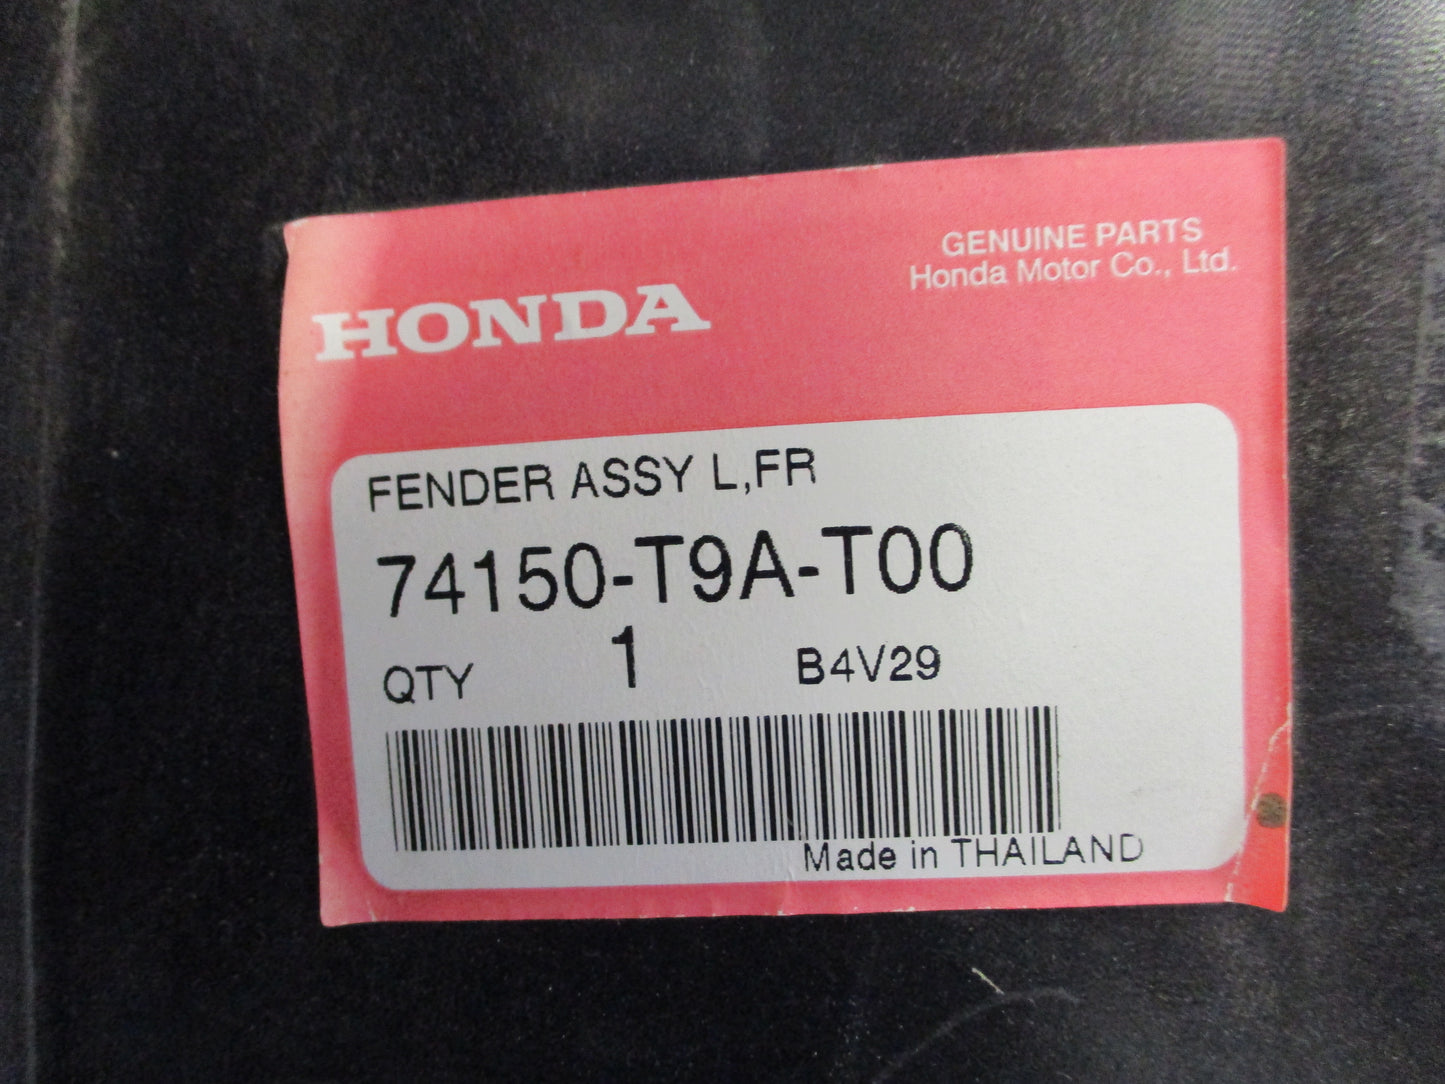 GENUINE PARTS
Honda Motor Co., Ltd.
HONDA
FENDER ASSY L,FR
74150-T9A-T00
QTY 1 B4V29
Made in THAILAND